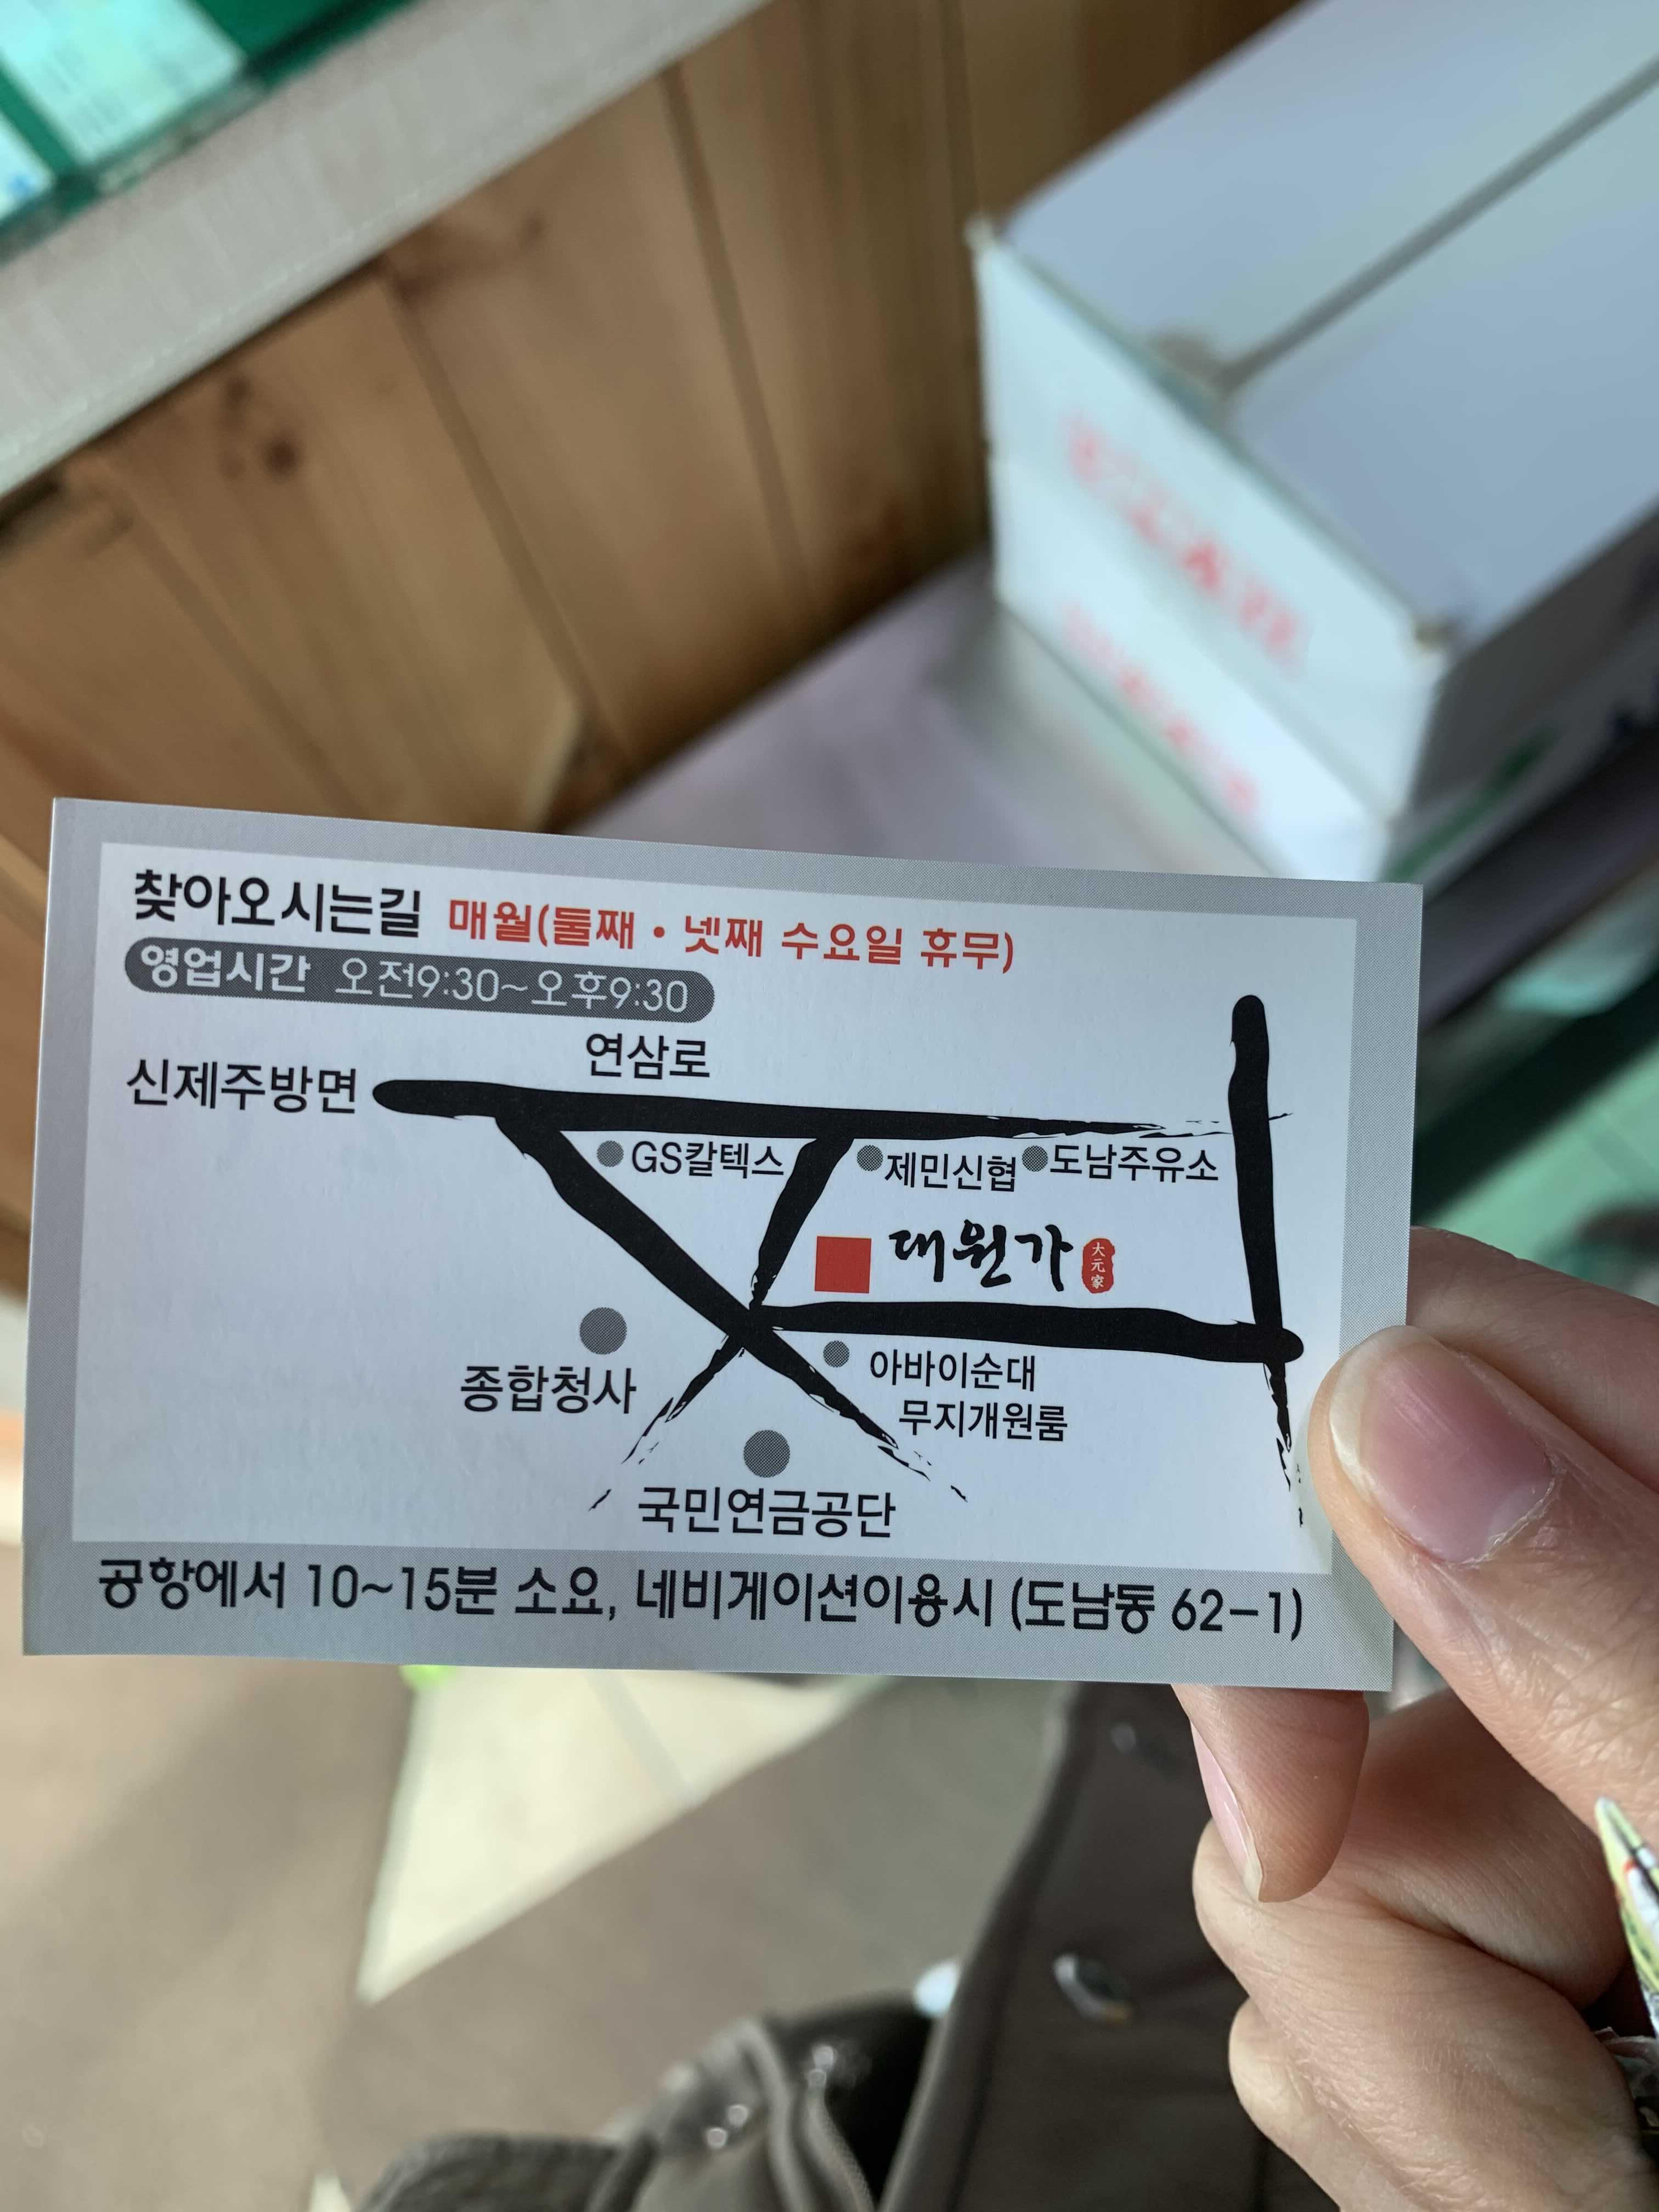 찾아오시는길 매월(둘째 • 넷째 수요일 휴무)
영업시간 오전9:30~오후9:30
연삼로
신제주방면
GS칼텍스
제민신협
도남주유소
대원가
大元家
종합청사
아바이순대
무지개원룸
국민연금공단
공항에서 10~15분 소요, 네비게이션이용시 (도남동 62-1)